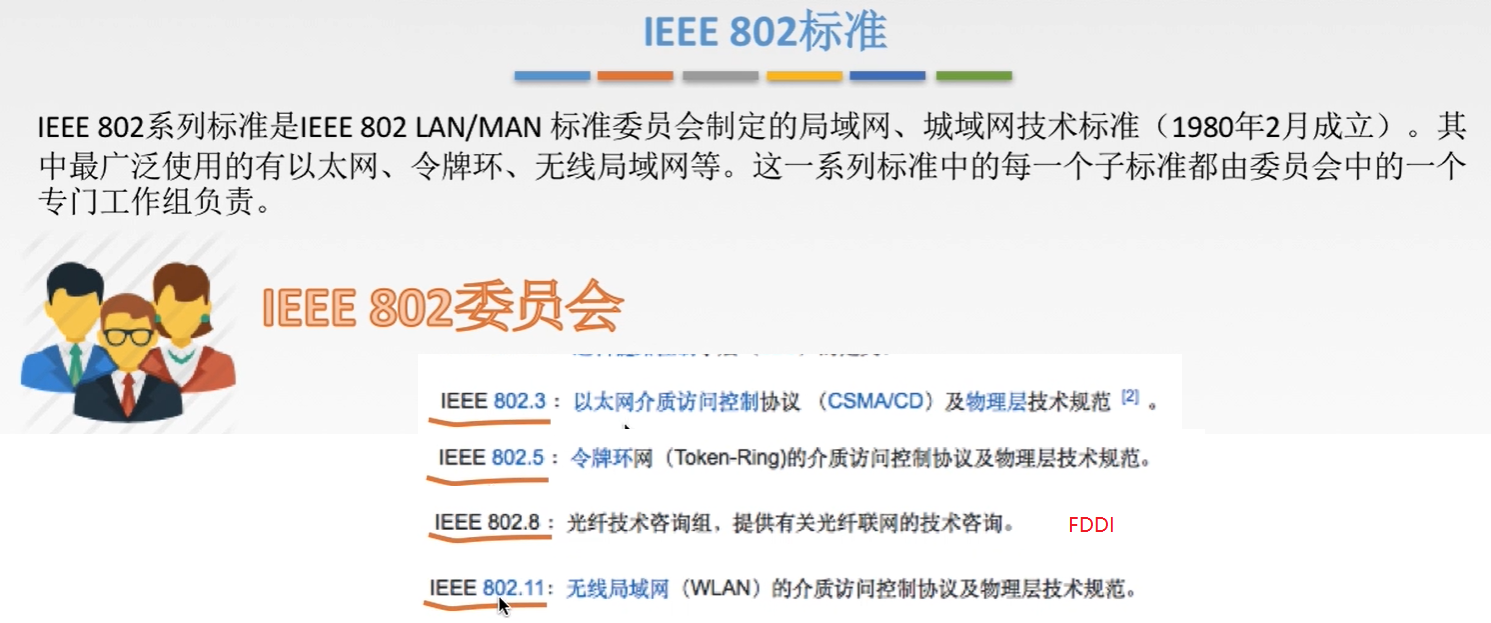 IEEE 802标准
IEEE 802系列标准是IEEE 802 LAN/MAN 标准委员会制定的局域网、城域网技术标准（1980年2月成立）。其
中最广泛使用的有以太网、令牌环、无线局域网等。这一系列标准中的每一个子标准都由委员会中的一个
专门工作组负责。
IEEE 802委员会
IEEE 802.3： 以太网介质访问控制协议 （CSMA/CD）及物理层技术规范 [2] 。
IEEE 802.5： 令牌环网（Token-Ring)的介质访问控制协议及物理层技术规范。
IEEE 802.8： 光纤技术咨询组，提供有关光纤联网的技术咨询。 FDDI
IEEE 802.11： 无线局域网（WLAN）的介质访问控制协议及物理层技术规范。